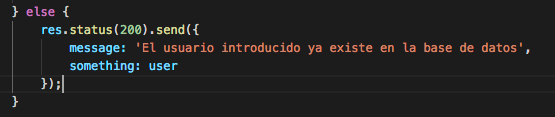 } else {
res.status(200).send({
message: 'El usuario introducido ya existe en la base de datos',
something: user
});
}